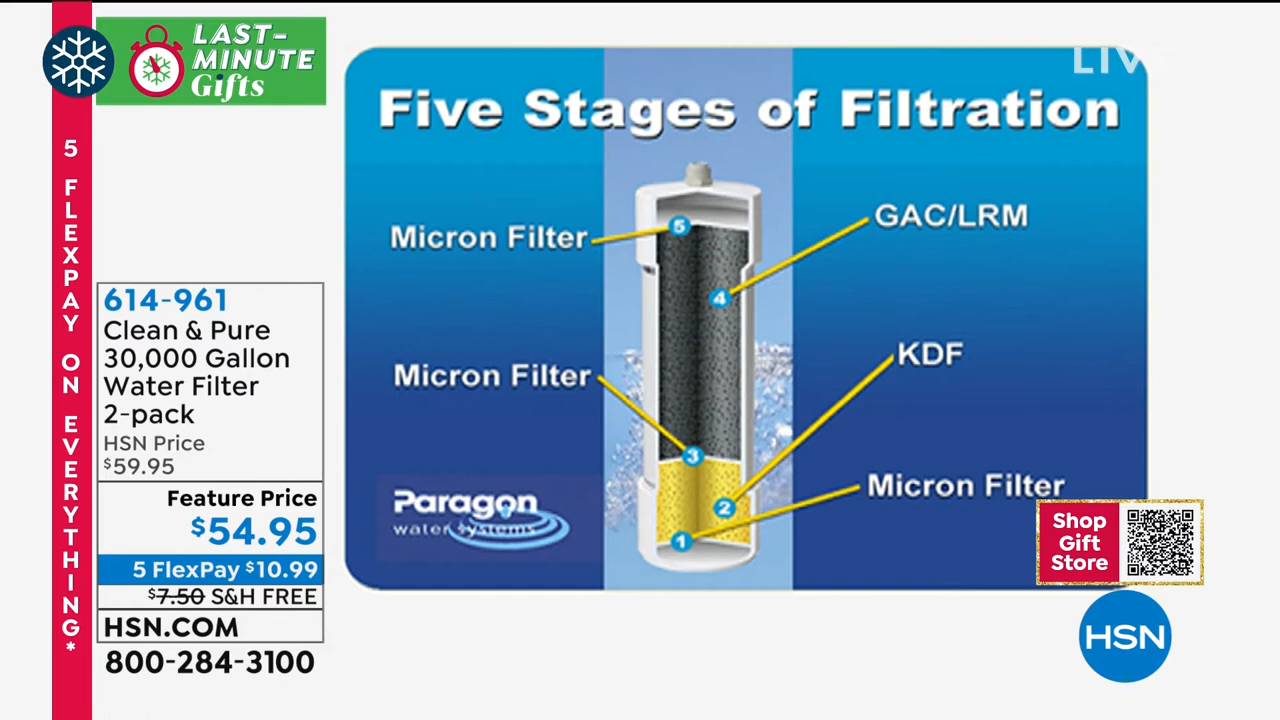 LAST-
MINUTE
Gifts
5 FLEXPAY ON EVERYTHING*
614-961
Clean & Pure
30,000 Gallon
Water Filter
2-pack
HSN Price
$59.95
Feature Price
$54.95
5 FlexPay $10.99
$7.50 S&H FREE
HSN.COM
800-284-3100
LIVE
Five Stages of Filtration
Micron Filter
GAC/LRM
Micron Filter
KDF
Micron Filter
5
4
3
2
1
Paragon
water systems
Shop
Gift
Store
HSN